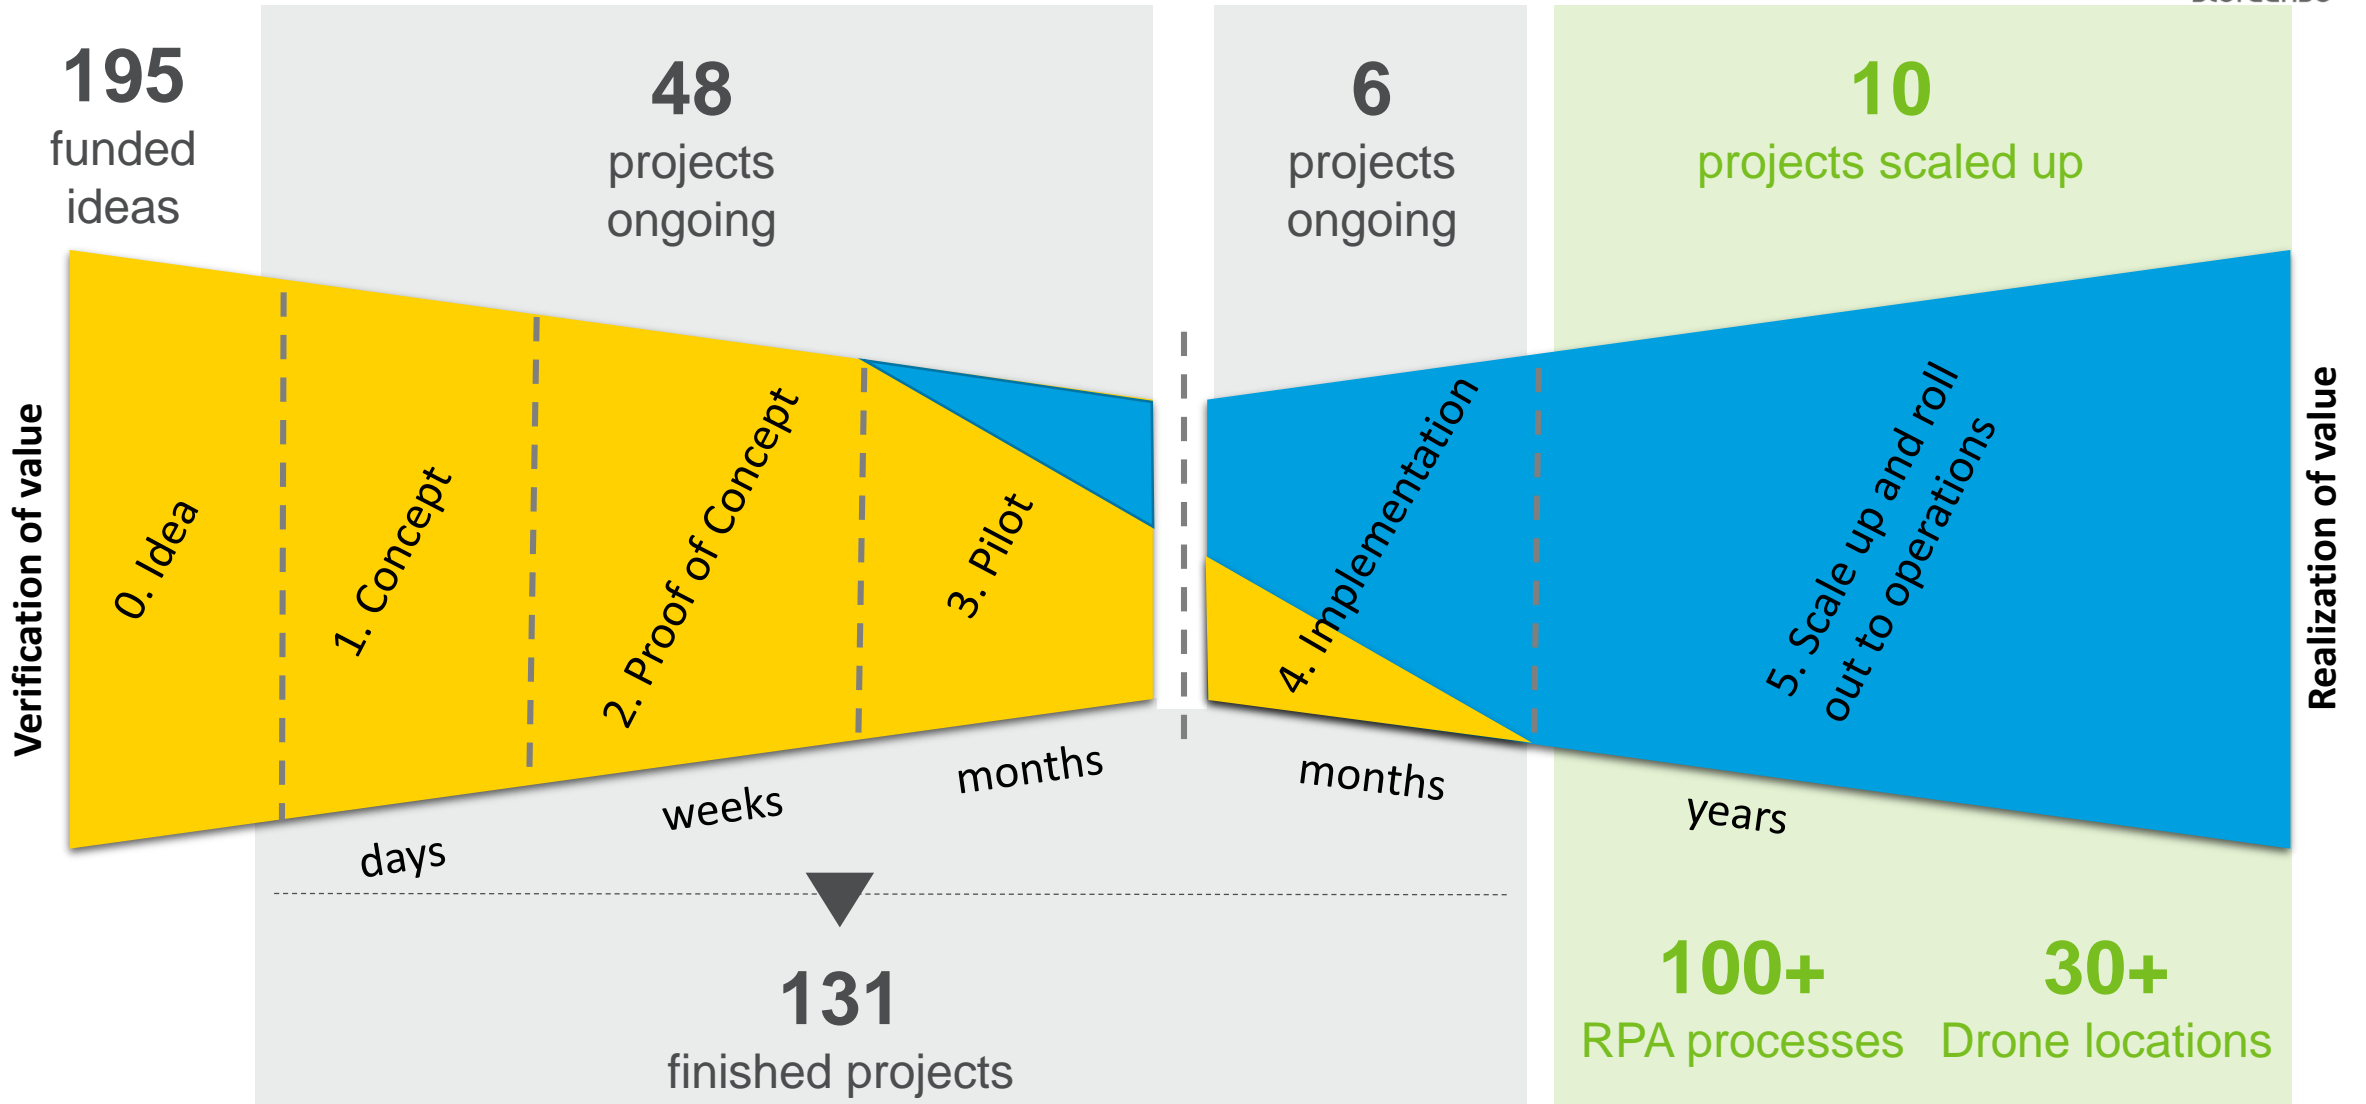 195
funded
ideas
48
projects
ongoing
6
projects
ongoing
10
projects scaled up
Verification of value
0. Idea
1. Concept
2. Proof of Concept
3. Pilot
4. Implementation
5. Scale up and roll
out to operations
Realization of value
days
weeks
months
months
years
131
finished projects
100+
RPA processes
30+
Drone locations